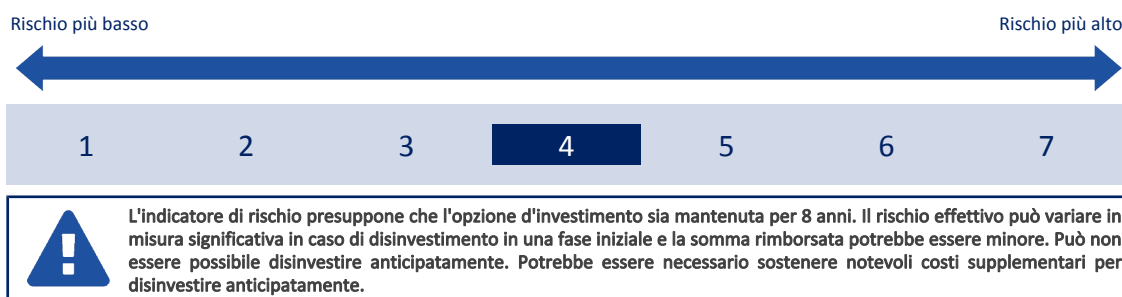 Rischio più basso Rischio più alto
1 2 3 4 5 6 7
L'indicatore di rischio presuppone che l'opzione d'investimento sia mantenuta per 8 anni. Il rischio effettivo può variare in
misura significativa in caso di disinvestimento in una fase iniziale e la somma rimborsata potrebbe essere minore. Può non
essere possibile disinvestire anticipatamente. Potrebbe essere necessario sostenere notevoli costi supplementari per
disinvestire anticipatamente.